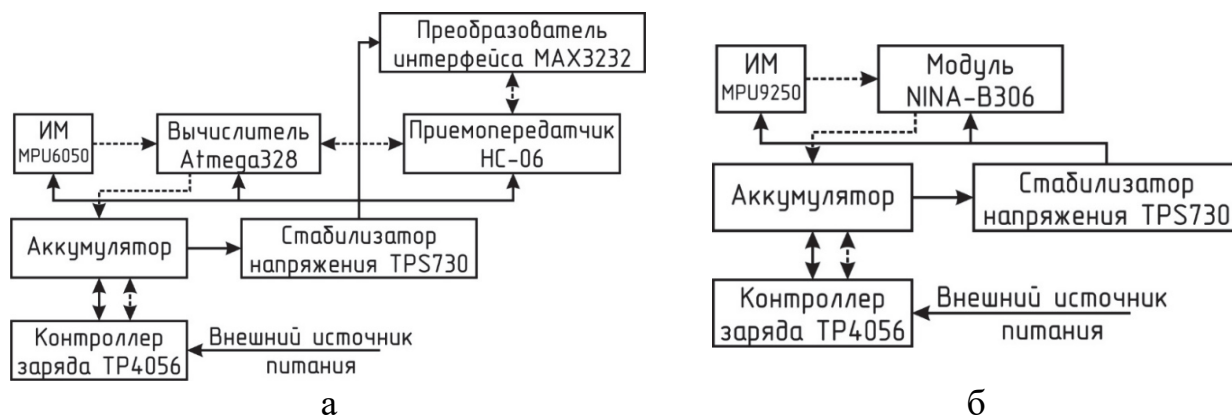 Преобразователь
интерфейса MAX3232
ИМ
MPU6050
Вычислитель
Atmega328
Приемопередатчик
HC-06
Аккумулятор
Стабилизатор
напряжения TPS730
Контроллер
заряда TP4056
Внешний источник
питания
а
ИМ
MPU9250
Модуль
NINA-B306
Аккумулятор
Стабилизатор
напряжения TPS730
Контроллер
заряда TP4056
Внешний источник
питания
б